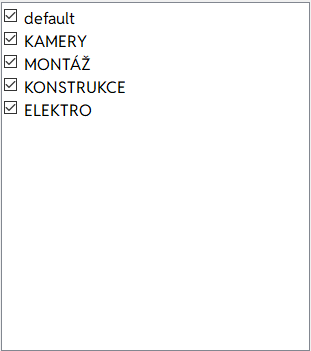 default
KAMERY
MONTÁŽ
KONSTRUKCE
ELEKTRO